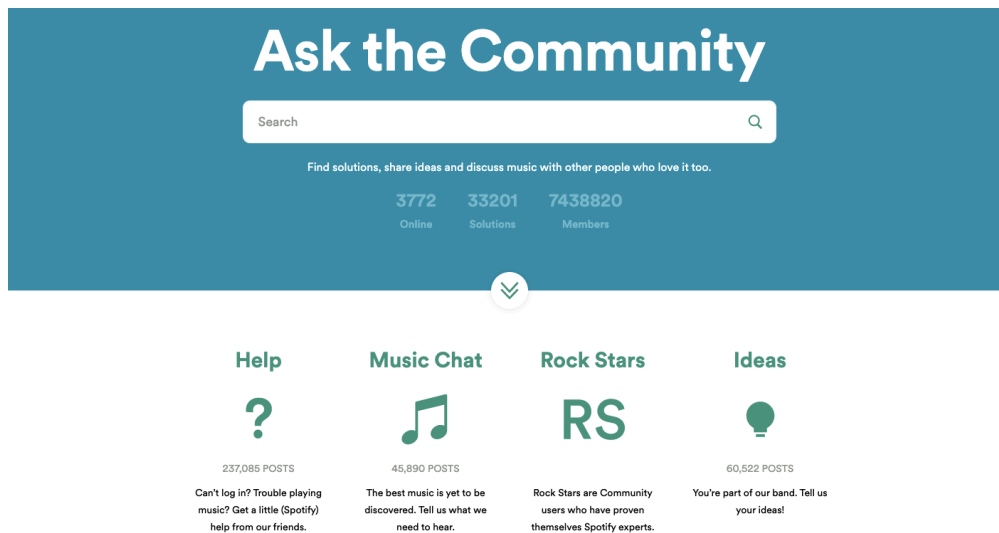 Ask the Community
Search
Find solutions, share ideas and discuss music with other people who love it too.
3772 33201 7438820
Online Solutions Members
Help
?
237,085 POSTS
Can't log in? Trouble playing
music? Get a little (Spotify)
help from our friends.
Music Chat
45,890 POSTS
The best music is yet to be
discovered. Tell us what we
need to hear.
Rock Stars
RS
Rock Stars are Community
users who have proven
themselves Spotify experts.
Ideas
60,522 POSTS
You're part of our band. Tell us
your ideas!